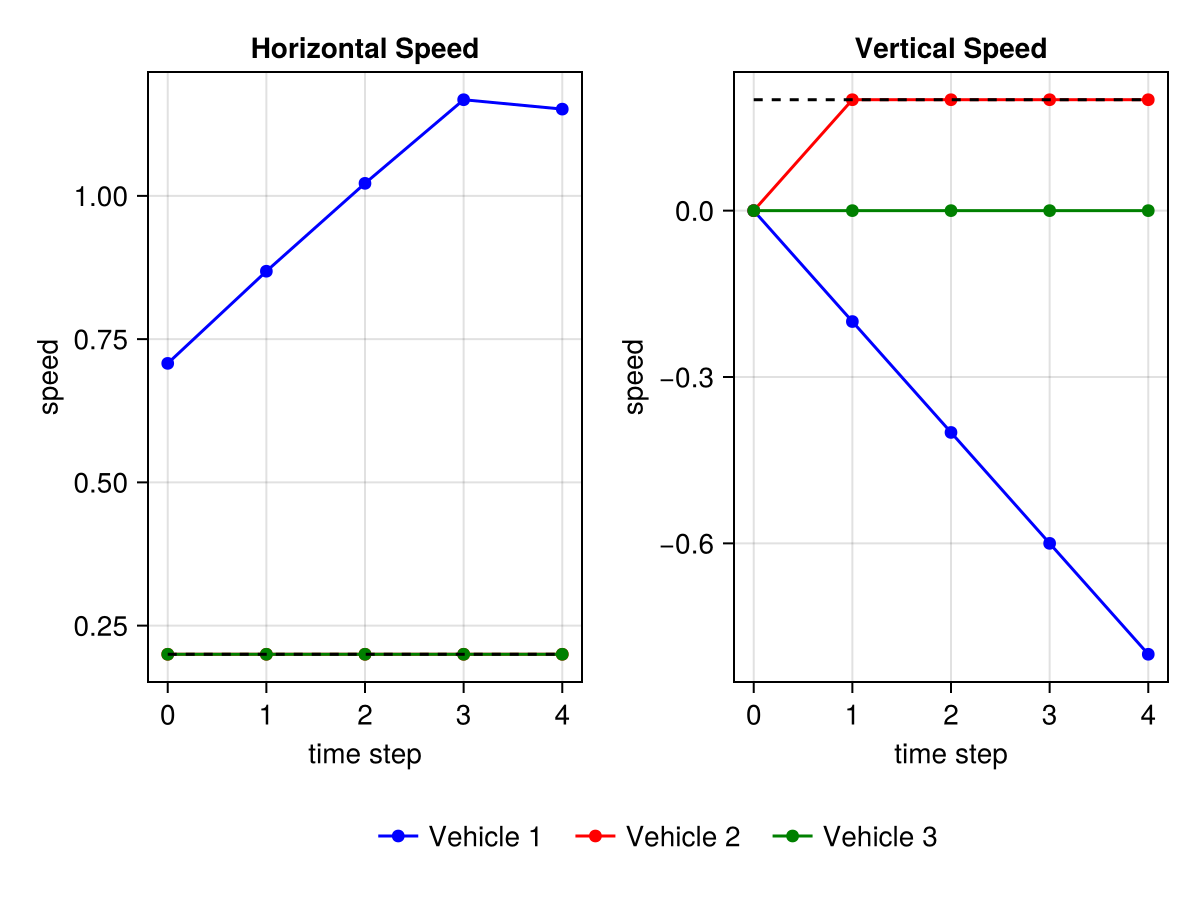 Horizontal Speed
1.00
0.75
0.50
0.25
speed
0 1 2 3 4
time step
Vertical Speed
0.0
−0.3
−0.6
speed
0 1 2 3 4
time step
Vehicle 1 Vehicle 2 Vehicle 3